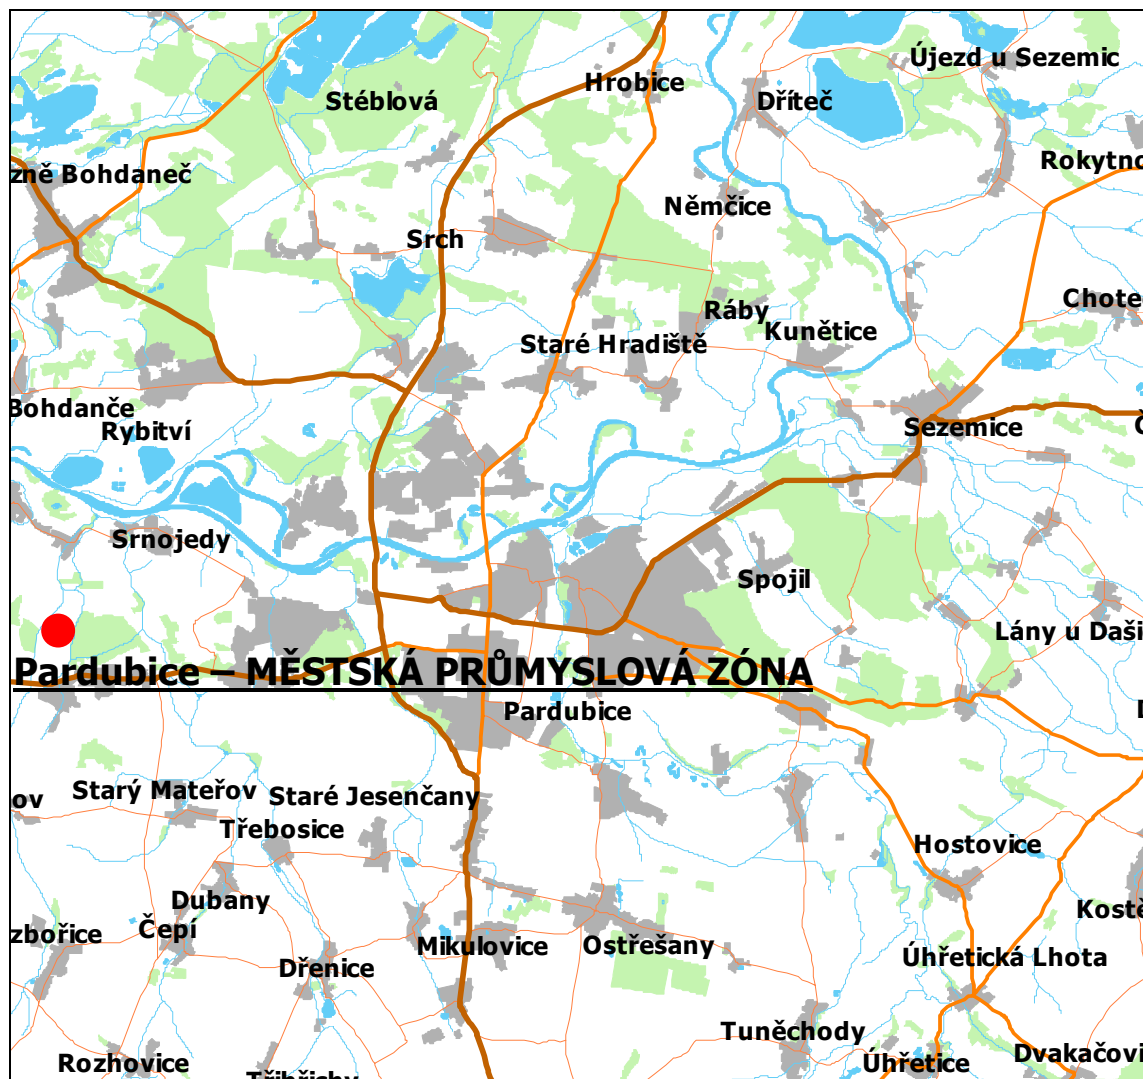 Újezd u Sezemic
Hrobice
Stéblová
Dříteč
Rokytno
zně Bohdaneč
Němčice
Srch
Chote
Ráby
Kunětice
Staré Hradiště
Bohdanče
Rybitví
Sezemice
Srnojedy
Spojil
Lány u Daši
Pardubice – MĚSTSKÁ PRŮMYSLOVÁ ZÓNA
Pardubice
Starý Mateřov
Staré Jesenčany
ov
Třebosice
Hostovice
Dubany
Kostě
Čepí
zbořice
Mikulovice
Ostřešany
Úhřetická Lhota
Dřenice
Tuněchody
Rozhovice
Úhřetice
Dvakačovi